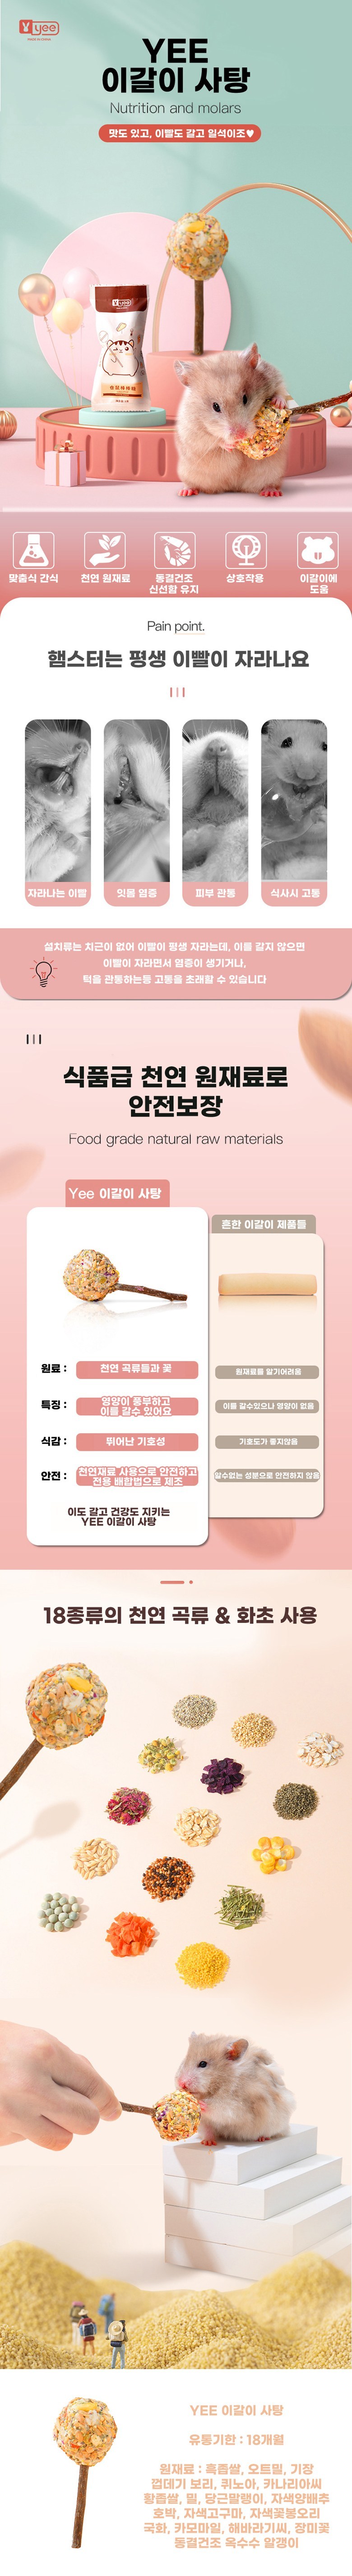 yee
YEE
이갈이 사탕
Nutrition and molars
맛도 있고, 이빨도 갈고 일석이조♥
yee
맞춤식 간식
천연 원재료
동결건조
신선함 유지
상호작용
이갈이에
도움
Pain point.
햄스터는 평생 이빨이 자라나요
자라나는 이빨
잇몸 염증
피부 관통
식사시 고통
설치류는 치근이 없어 이빨이 평생 자라는데, 이를 갈지 않으면
이빨이 자라면서 염증이 생기거나,
턱을 관통하는등 고통을 초래할 수 있습니다
식품급 천연 원재료로
안전보장
Food grade natural raw materials
Yee 이갈이 사탕
흔한 이갈이 제품들
원료 :
천연 곡류들과 꽃
원재료를 알기어려움
특징 :
영양이 풍부하고
이를 갈수 있어요
이를 갈수있으나 영양이 없음
식감 :
뛰어난 기호성
기호도가 좋지않음
안전 :
천연재료 사용으로 안전하고
전용 배합법으로 제조
알수없는 성분으로 안전하지 않음
이도 갈고 건강도 지키는
YEE 이갈이 사탕
18종류의 천연 곡류 & 화초 사용
YEE 이갈이 사탕
유통기한 : 18개월
원재료 : 흑좁쌀, 오트밀, 기장
껍데기 보리, 퀴노아, 카나리아씨
황좁쌀, 밀, 당근말랭이, 자색양배추
호박, 자색고구마, 자색꽃봉오리
국화, 카모마일, 해바라기씨, 장미꽃
동결건조 옥수수 알갱이